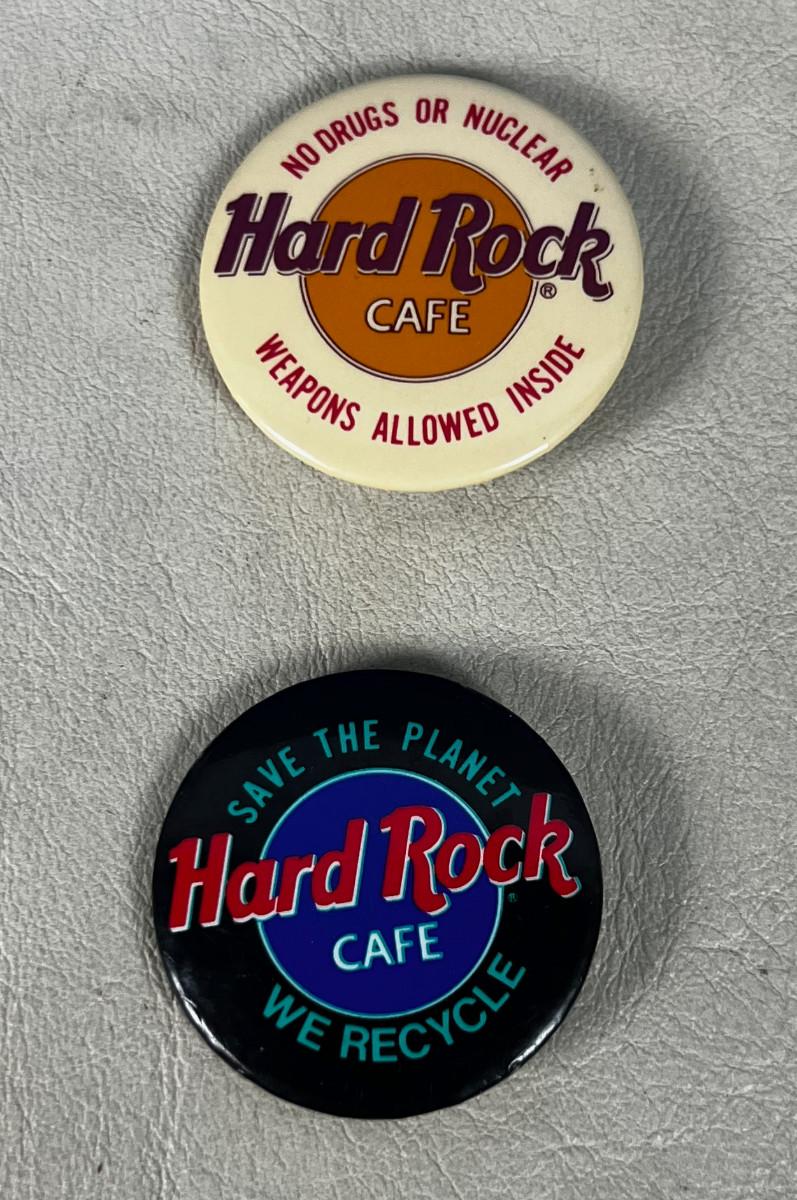 NO DRUGS OR NUCLEAR
Hard Rock®
CAFE
WEAPONS ALLOWED INSIDE
SAVE THE PLANET
Hard Rock®
CAFE
WE RECYCLE